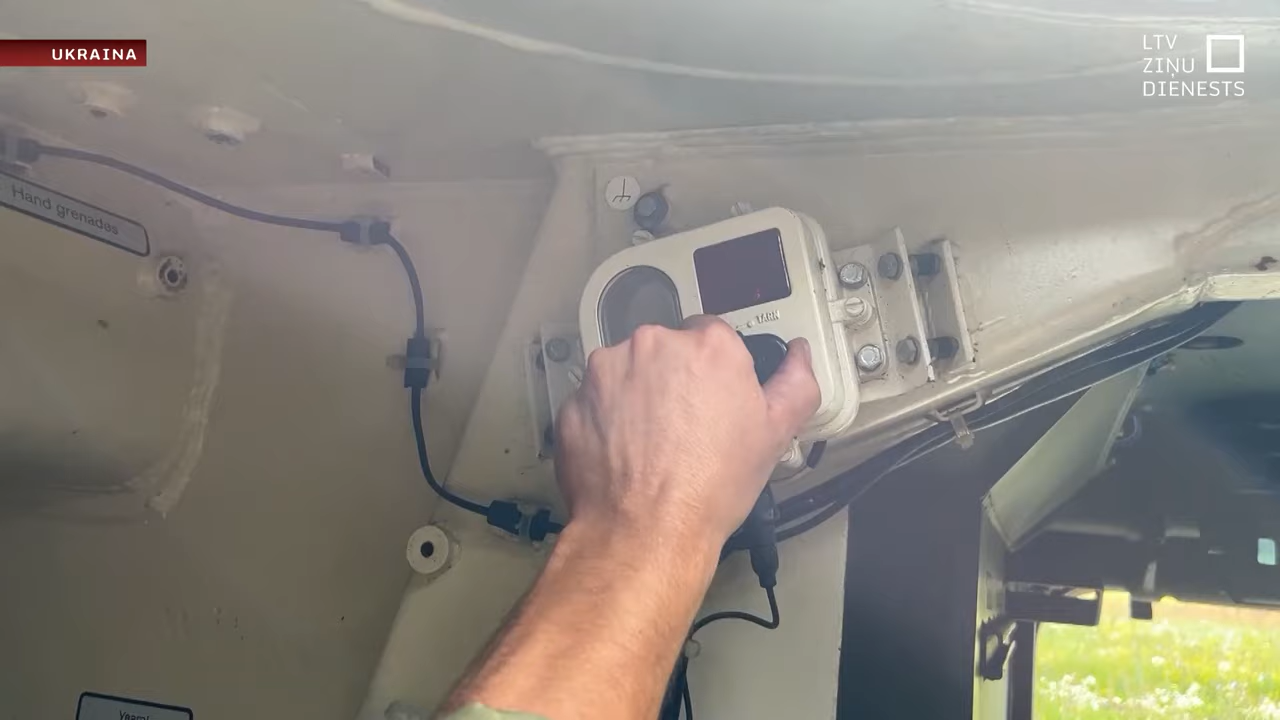 UKRAINA
LTV
ZIŅU
DIENESTS
Hand grenades
TARN